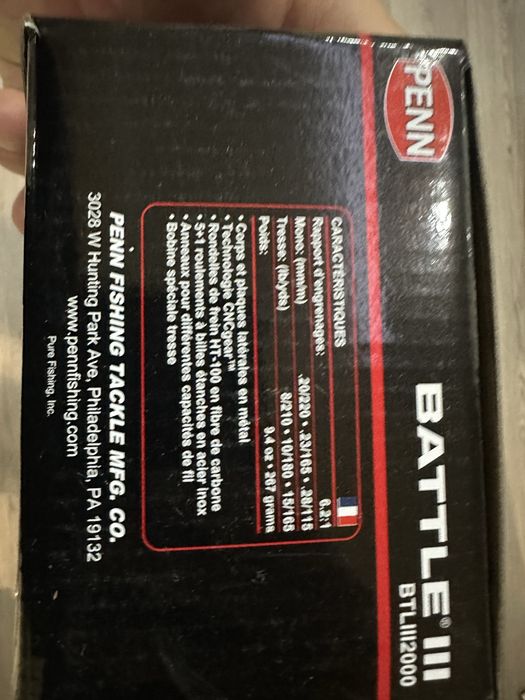 PENN
BATTLE® III
BTLIII2000
CARACTÉRISTIQUES
Rapport d'engrenages: 6.2:1
Mono: (mm/m) .20/220 • .23/165 • .28/115
Tresse: (lb/yds) 8/210 • 10/180 • 15/165
Poids: 9.4 oz • 267 grams
• Corps et plaques latérales en métal
• Technologie CNCgear™
• Rondelles de frein HT-100 en fibre de carbone
• 5+1 roulements à billes étanches en acier inox
• Anneaux pour différentes capacités de fil
• Bobine spéciale tresse
PENN FISHING TACKLE MFG. CO.
3028 W Hunting Park Ave, Philadelphia, PA 19132
www.pennfishing.com
Pure Fishing, Inc.